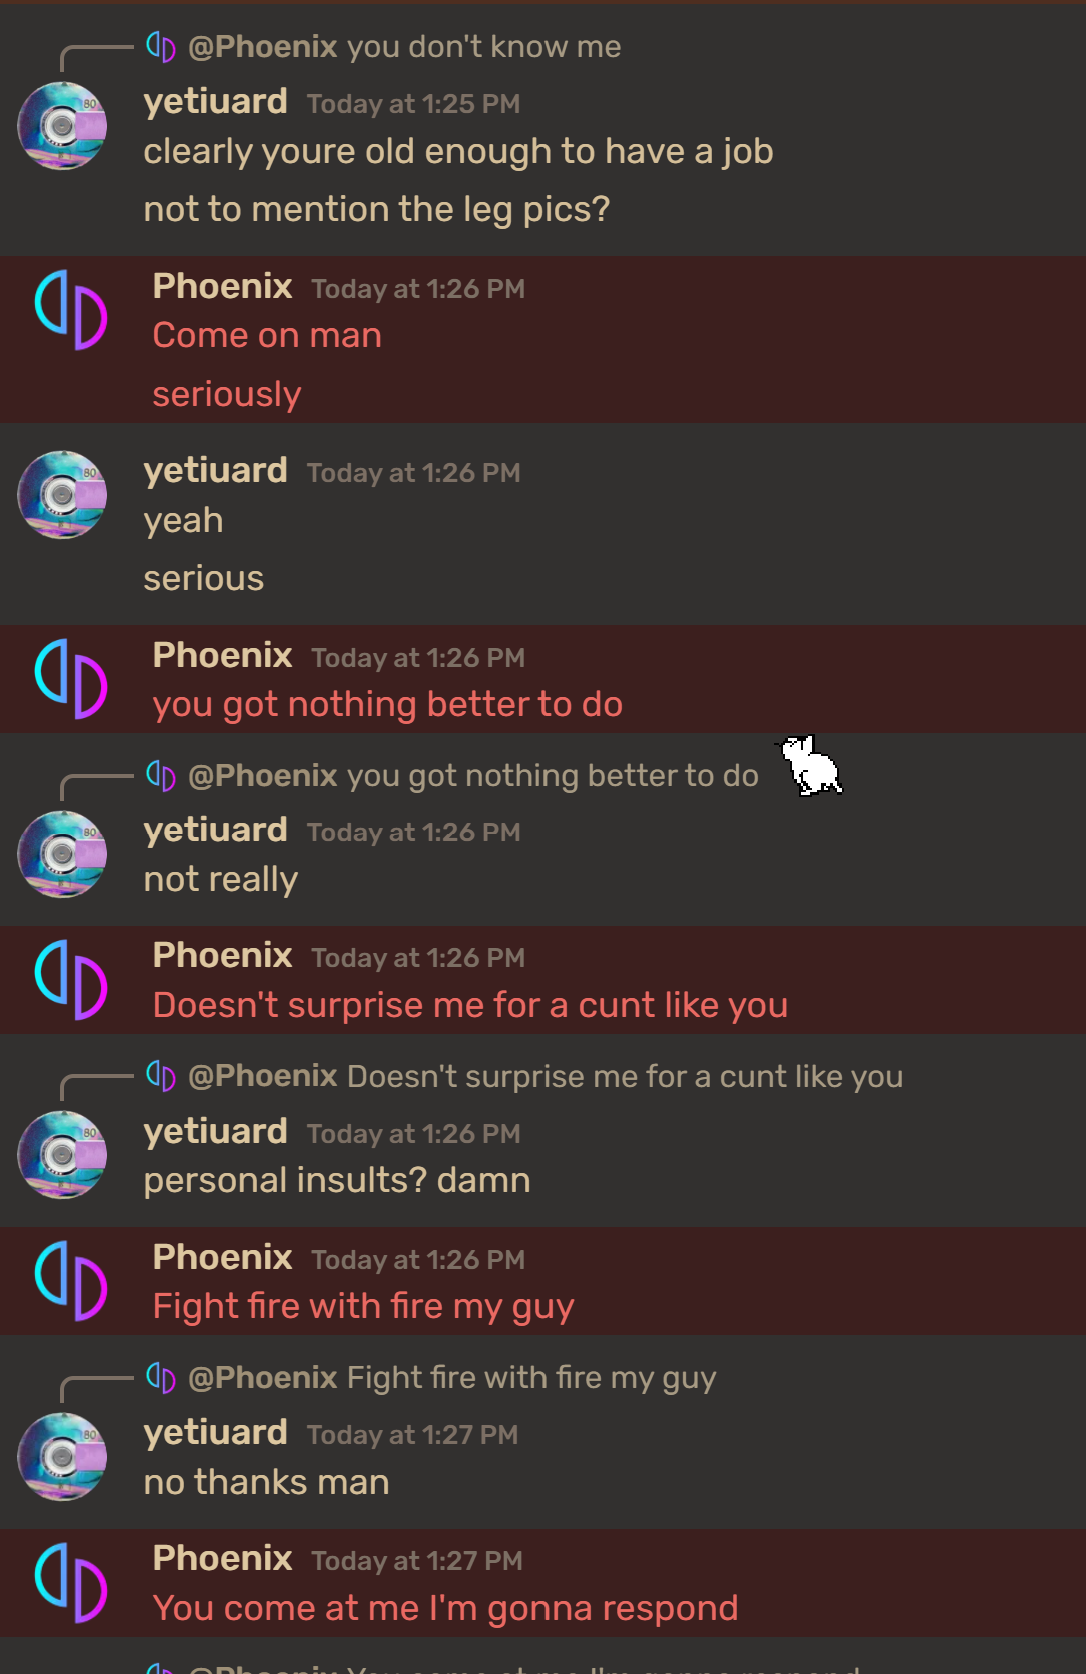 @Phoenix you don't know me
yetiuard Today at 1:25 PM
clearly youre old enough to have a job
not to mention the leg pics?
Phoenix Today at 1:26 PM
Come on man
seriously
yetiuard Today at 1:26 PM
yeah
serious
Phoenix Today at 1:26 PM
you got nothing better to do
@Phoenix you got nothing better to do
yetiuard Today at 1:26 PM
not really
Phoenix Today at 1:26 PM
Doesn't surprise me for a cunt like you
@Phoenix Doesn't surprise me for a cunt like you
yetiuard Today at 1:26 PM
personal insults? damn
Phoenix Today at 1:26 PM
Fight fire with fire my guy
@Phoenix Fight fire with fire my guy
yetiuard Today at 1:27 PM
no thanks man
Phoenix Today at 1:27 PM
You come at me I'm gonna respond
@Phoenix You come at me I'm gonna respond